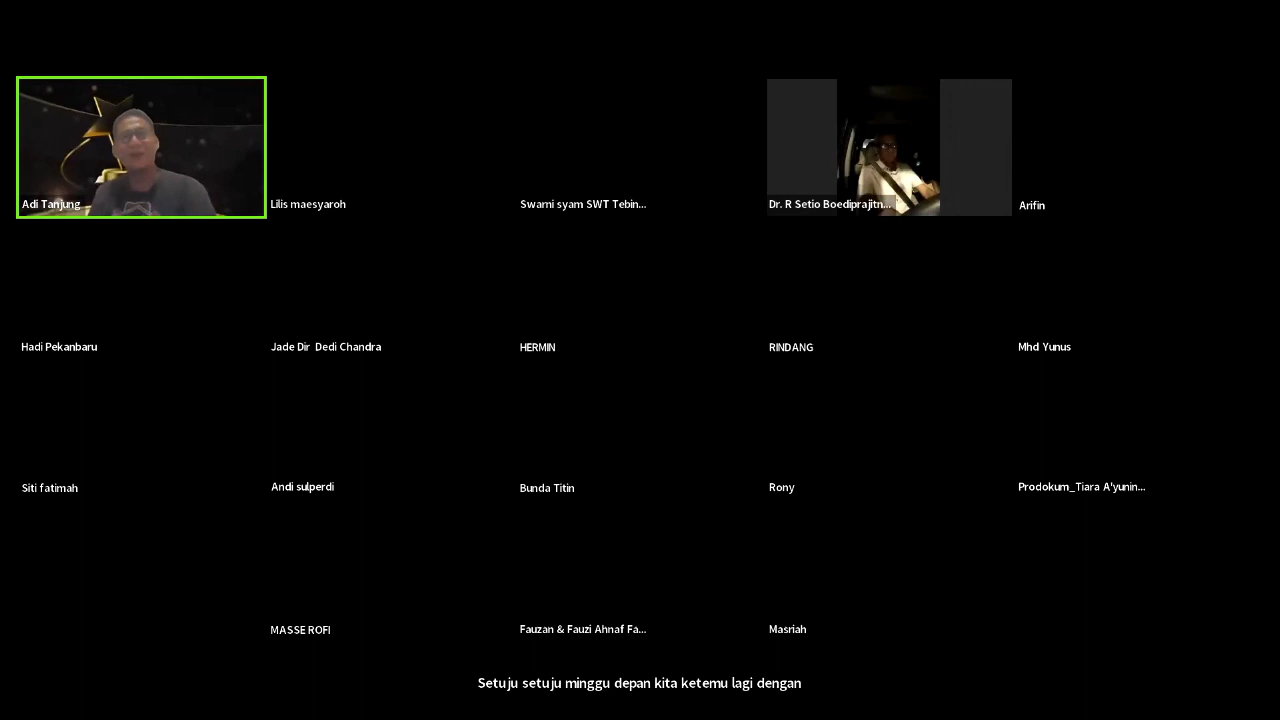 Adi Tanjung
Lilis maesyaroh
Swarni syam SWT Tebin...
Dr. R Setio Boediprajitn...
Arifin
Hadi Pekanbaru
Jade Dir Dedi Chandra
HERMIN
RINDANG
Mhd Yunus
Siti fatimah
Andi sulperdi
Bunda Titin
Rony
Prodokum_Tiara A'yunin...
MASSE ROFI
Fauzan & Fauzi Ahnaf Fa...
Masriah
Setuju setuju minggu depan kita ketemu lagi dengan